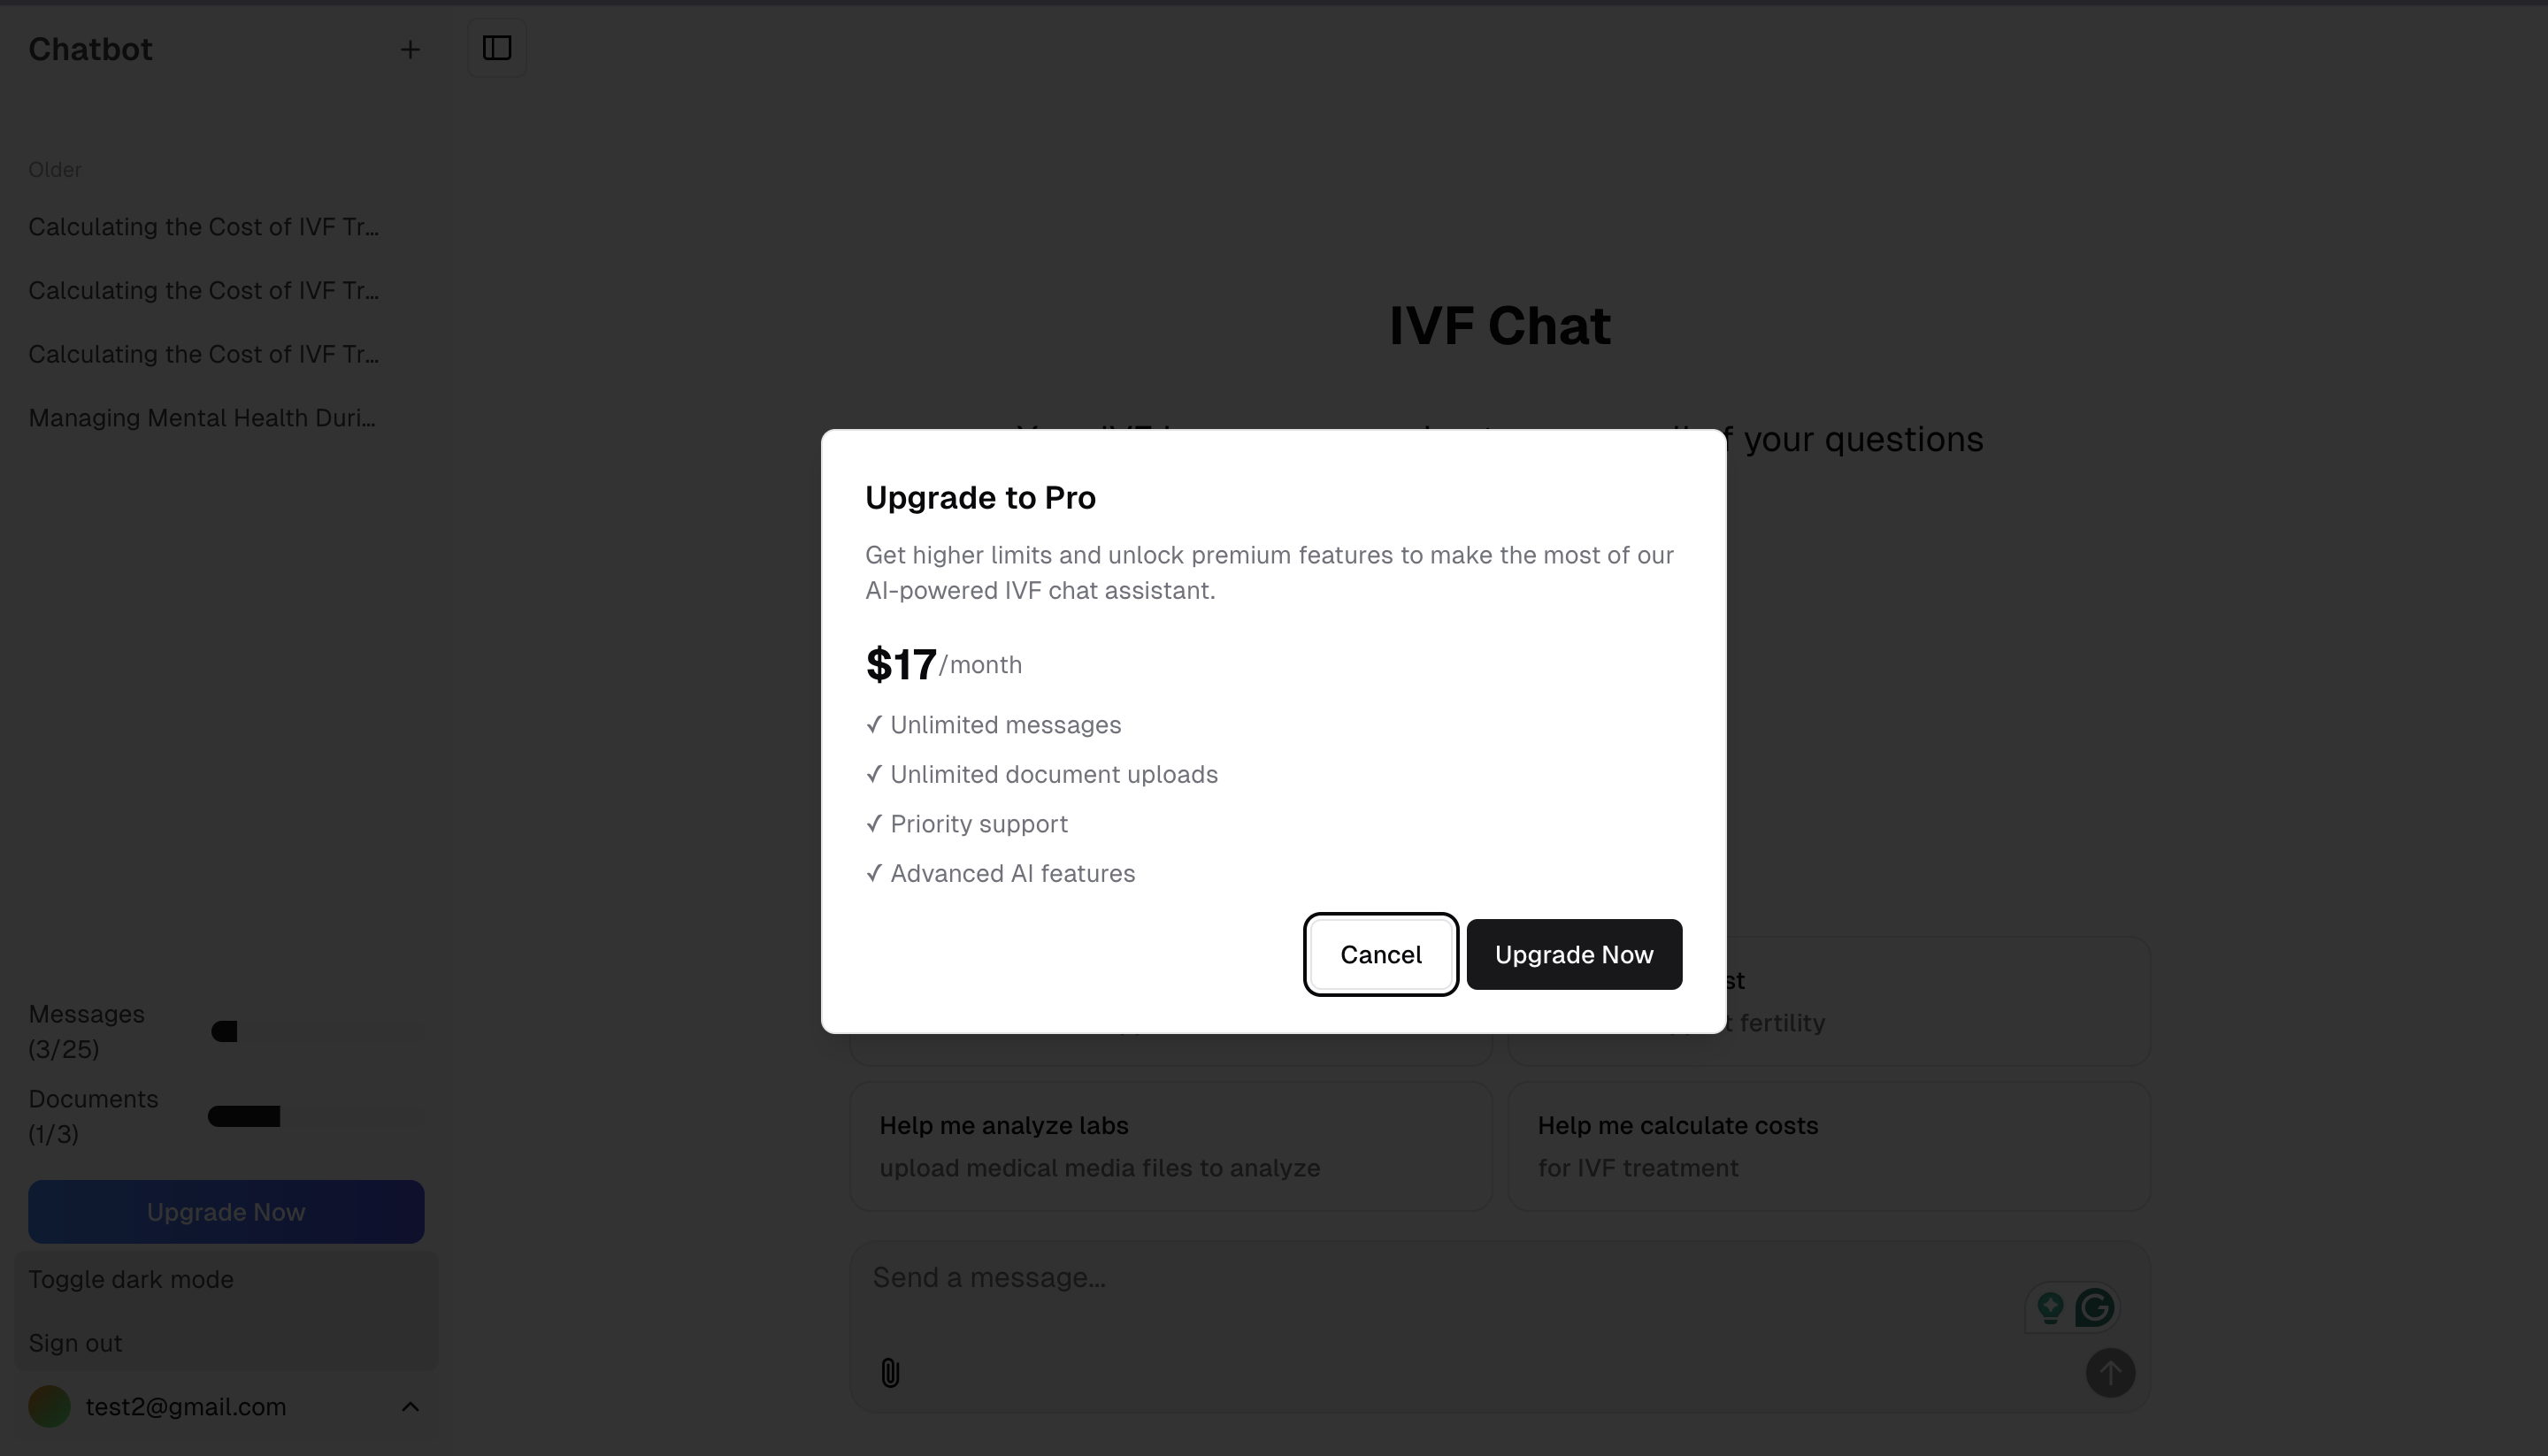 Chatbot
Older
Calculating the Cost of IVF Tr...
Calculating the Cost of IVF Tr...
Calculating the Cost of IVF Tr...
Managing Mental Health Duri...
Messages
(3/25)
Documents
(1/3)
Upgrade Now
Toggle dark mode
Sign out
test2@gmail.com
IVF Chat
your questions
Upgrade to Pro
Get higher limits and unlock premium features to make the most of our
AI-powered IVF chat assistant.
$17/month
✓ Unlimited messages
✓ Unlimited document uploads
✓ Priority support
✓ Advanced AI features
Cancel
Upgrade Now
fertility
Help me analyze labs
upload medical media files to analyze
Help me calculate costs
for IVF treatment
Send a message...